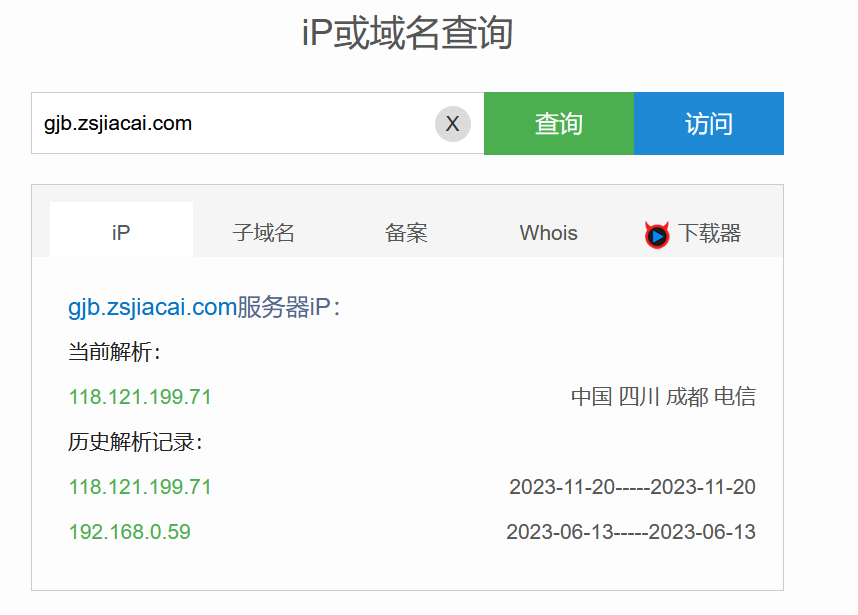 iP或域名查询
gjb.zsjiacai.com X 查询 访问
iP 子域名 备案 Whois 下载器
gjb.zsjiacai.com服务器iP：
当前解析：
118.121.199.71 中国 四川 成都 电信
历史解析记录：
118.121.199.71 2023-11-20-----2023-11-20
192.168.0.59 2023-06-13-----2023-06-13